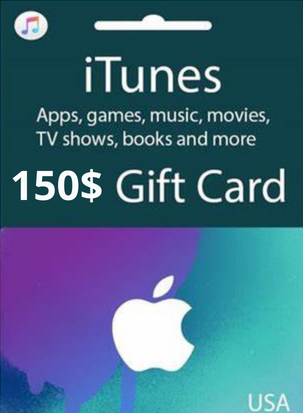 iTunes
Apps, games, music, movies,
TV shows, books and more
150$ Gift Card
USA